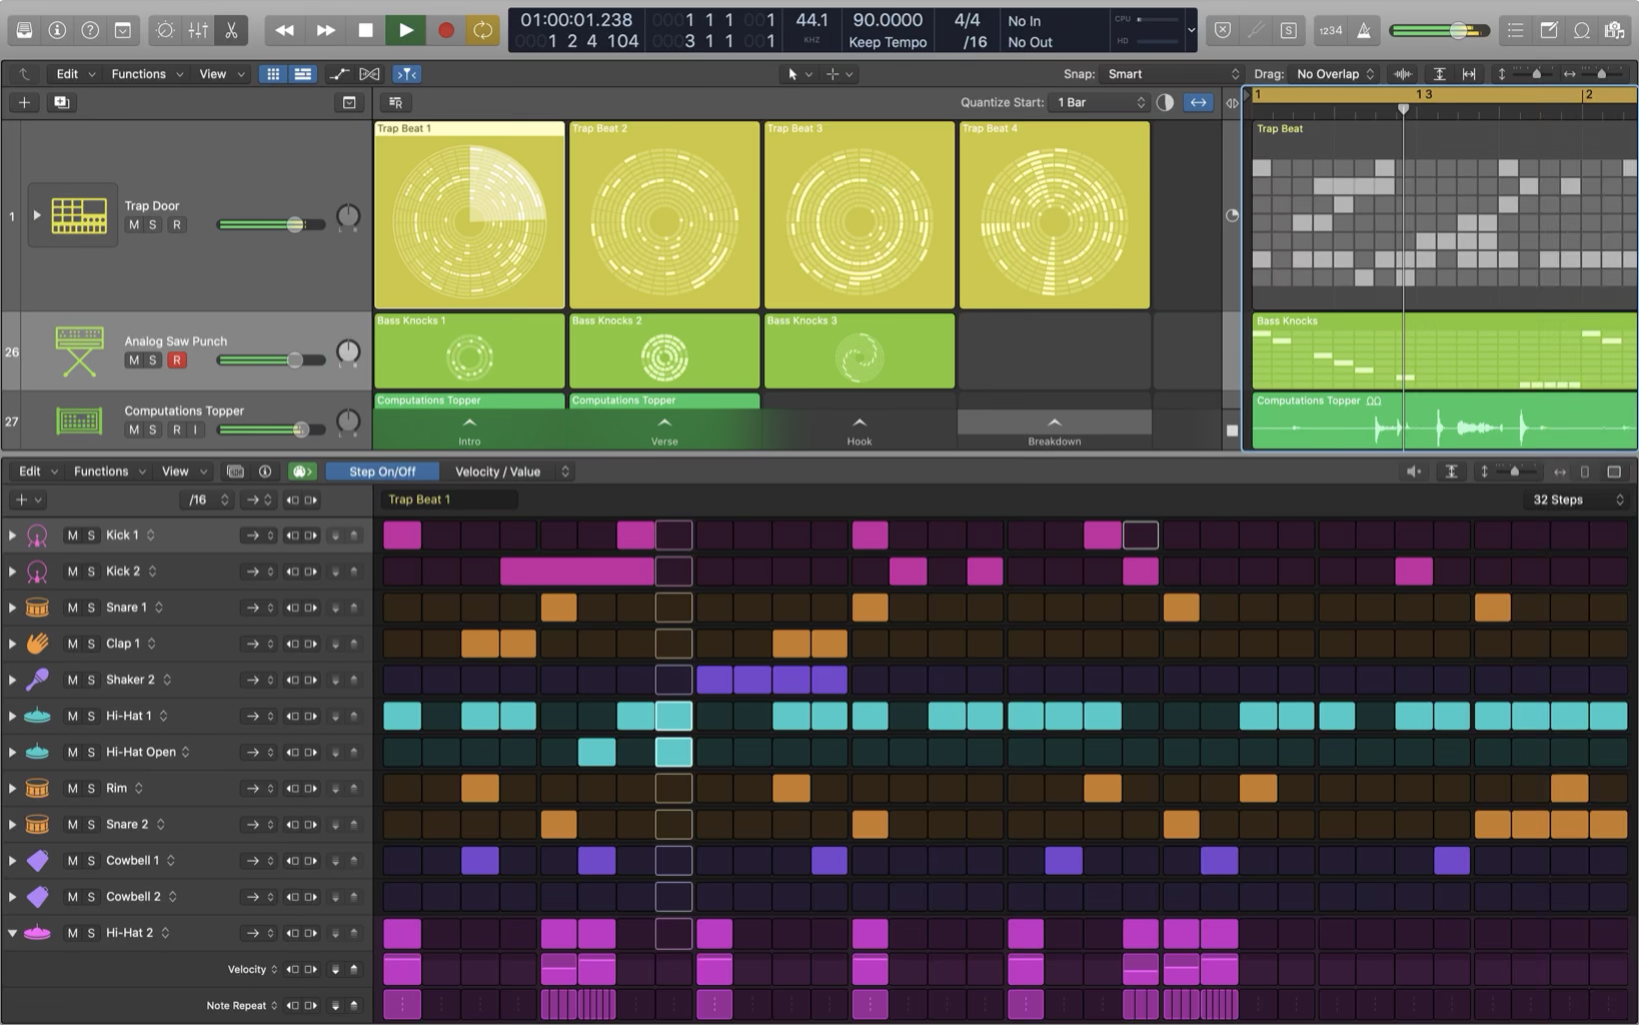 1234
01:00:01.238
0001 1 1 001
44.1
90.0000
4/4
No In
CPU
0001 2 4 104
0003 1 1 001
KHZ
Keep Tempo
/16
No Out
HD
S
Edit Functions View
Snap: Smart
Drag: No Overlap
Quantize Start: 1 Bar
1 1 3 2
Trap Beat 1
Trap Beat 2
Trap Beat 3
Trap Beat 4
Trap Beat
1
Trap Door
M S R
Bass Knocks 1
Bass Knocks 2
Bass Knocks 3
Bass Knocks
26
Analog Saw Punch
M S R
Computations Topper
Computations Topper
Computations Topper
27
Computations Topper
M S R I
Intro
Verse
Hook
Breakdown
Edit Functions View
Step On/Off
Velocity / Value
/16
Trap Beat 1
32 Steps
M S Kick 1
M S Kick 2
M S Snare 1
M S Clap 1
M S Shaker 2
M S Hi-Hat 1
M S Hi-Hat Open
M S Rim
M S Snare 2
M S Cowbell 1
M S Cowbell 2
M S Hi-Hat 2
Velocity
Note Repeat